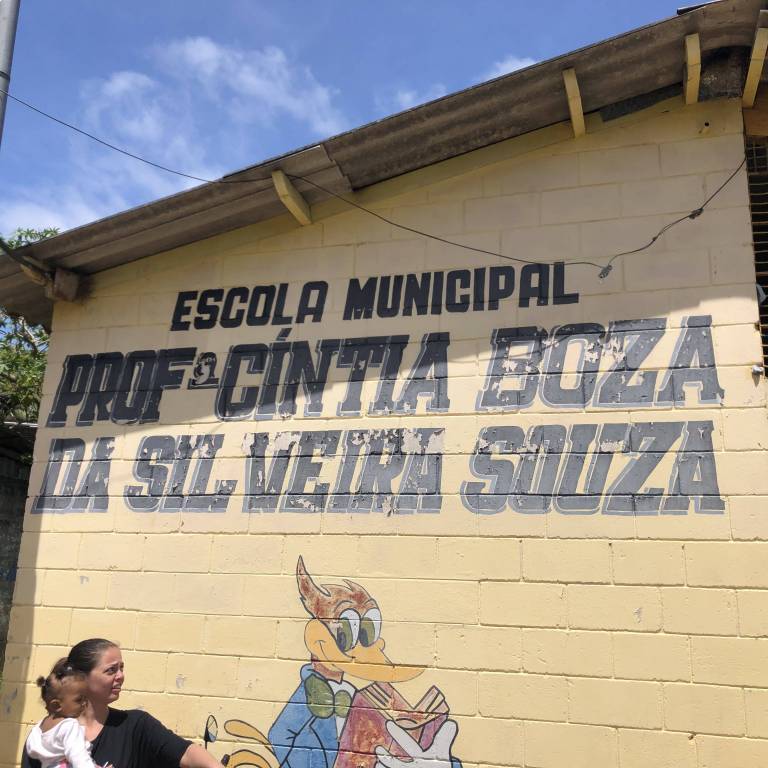 ESCOLA MUNICIPAL
PROFª CÍNTIA BOZA
DA SILVEIRA SOUZA